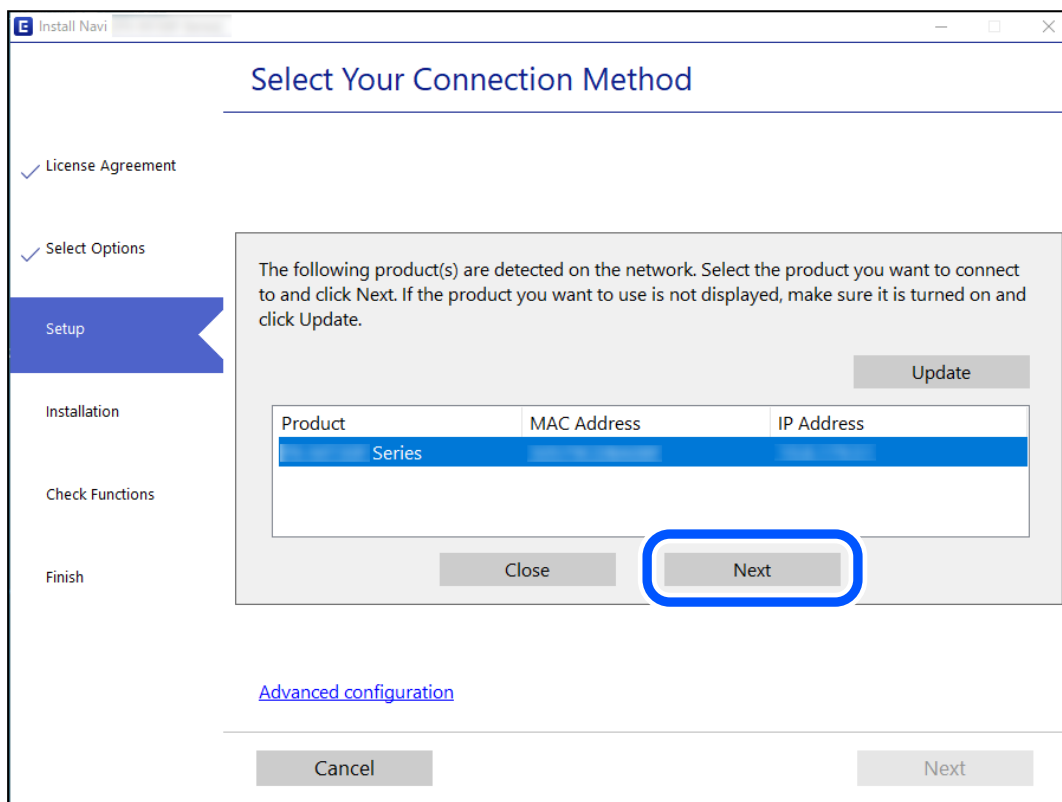 Install Navi
Select Your Connection Method
License Agreement
Select Options
Setup
Installation
Check Functions
Finish
The following product(s) are detected on the network. Select the product you want to connect
to and click Next. If the product you want to use is not displayed, make sure it is turned on and
click Update.
Update
Product MAC Address IP Address
Series
Close Next
Advanced configuration
Cancel Next